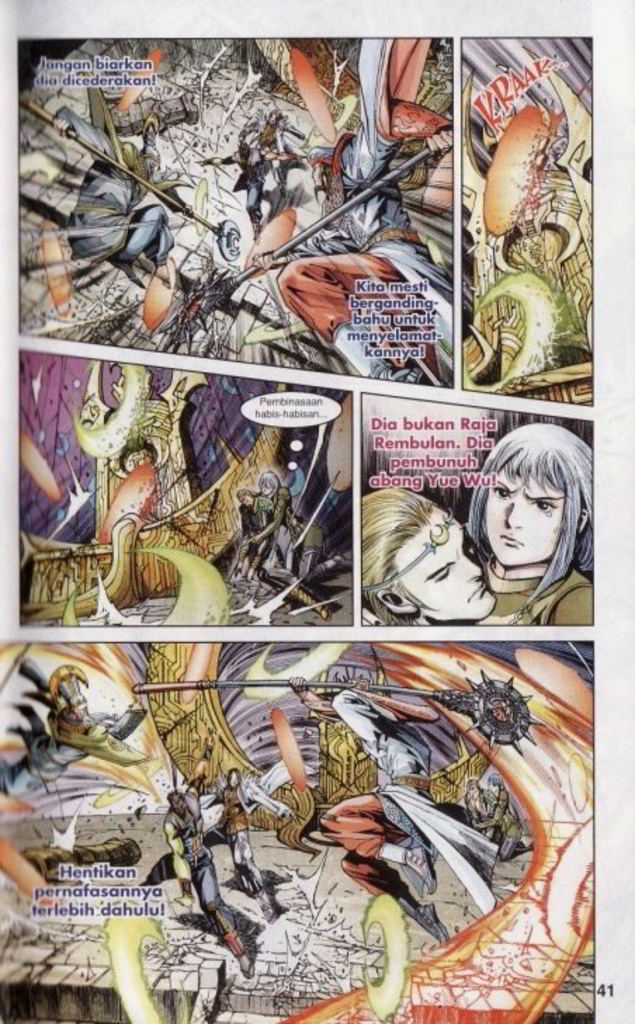 Jangan biarkan
dia dicederakan!
KRAAK...
Kita mesti
berganding-
bahu untuk
menyelamat-
kannya!
Pembinasaan
habis-habisan...
Dia bukan Raja
Rembulan. Dia
pembunuh
abang Yue Wu!
Hentikan
pernafasannya
terlebih dahulu!
41